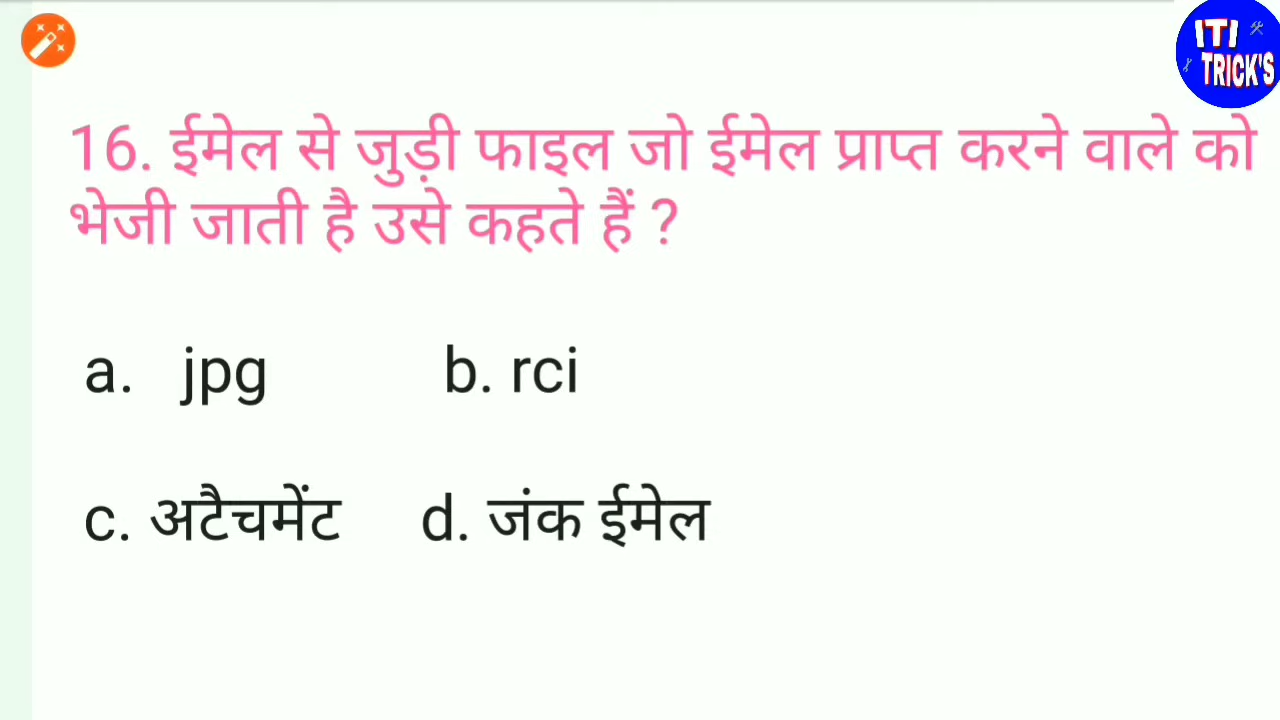 ITI
TRICK'S
16. ईमेल से जुड़ी फाइल जो ईमेल प्राप्त करने वाले को
भेजी जाती है उसे कहते हैं ?
a. jpg b. rci
c. अटैचमेंट d. जंक ईमेल